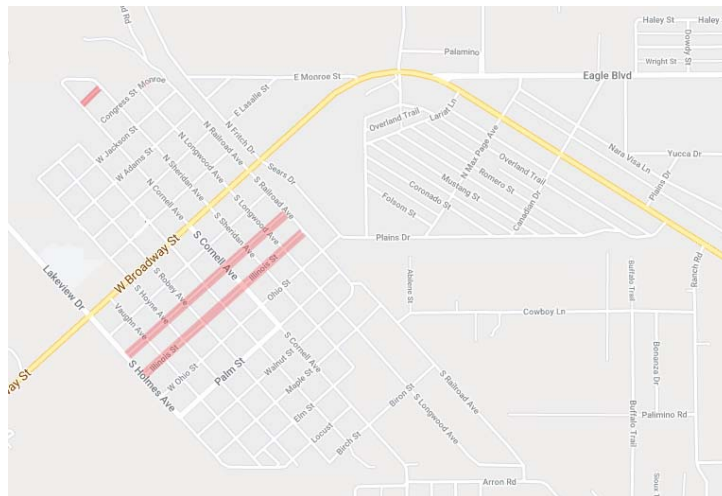 Haley St
Haley
Dowdy St
Wright St
Palamino
Rd
Eagle Blvd
E Monroe St
Monroe
Congress St
E Lasalle St
Lariat Ln
Overland Trail
N Fritch Dr
N Railroad Ave
N Longwood Ave
W Jackson St
W Adams St
N Sheridan Ave
N Cornell Ave
Sears Dr
N Max Page Ave
Nara Visa Ln
Yucca Dr
Overland Trail
Romero St
Mustang St
Coronado St
Folsom St
Canadian Dr
Plains Dr
S Railroad Ave
S Longwood Ave
S Sheridan Ave
S Cornell Ave
Plains Dr
W Broadway St
Lakeview Dr
S Robey Ave
S Hoyne Ave
Vaughn Ave
Illinois St
Ohio St
Abilene St
Buffalo Trail
Ranch Rd
Cowboy Ln
Illinois St
W Ohio St
Palm St
S Holmes Ave
S Cornell Ave
Walnut St
Maple St
Elm St
Locust
Birch St
Biron St
S Railroad Ave
S Longwood Ave
Bonanza Dr
Palimino Rd
Buffalo Trail
way St
Arron Rd
Sioux T